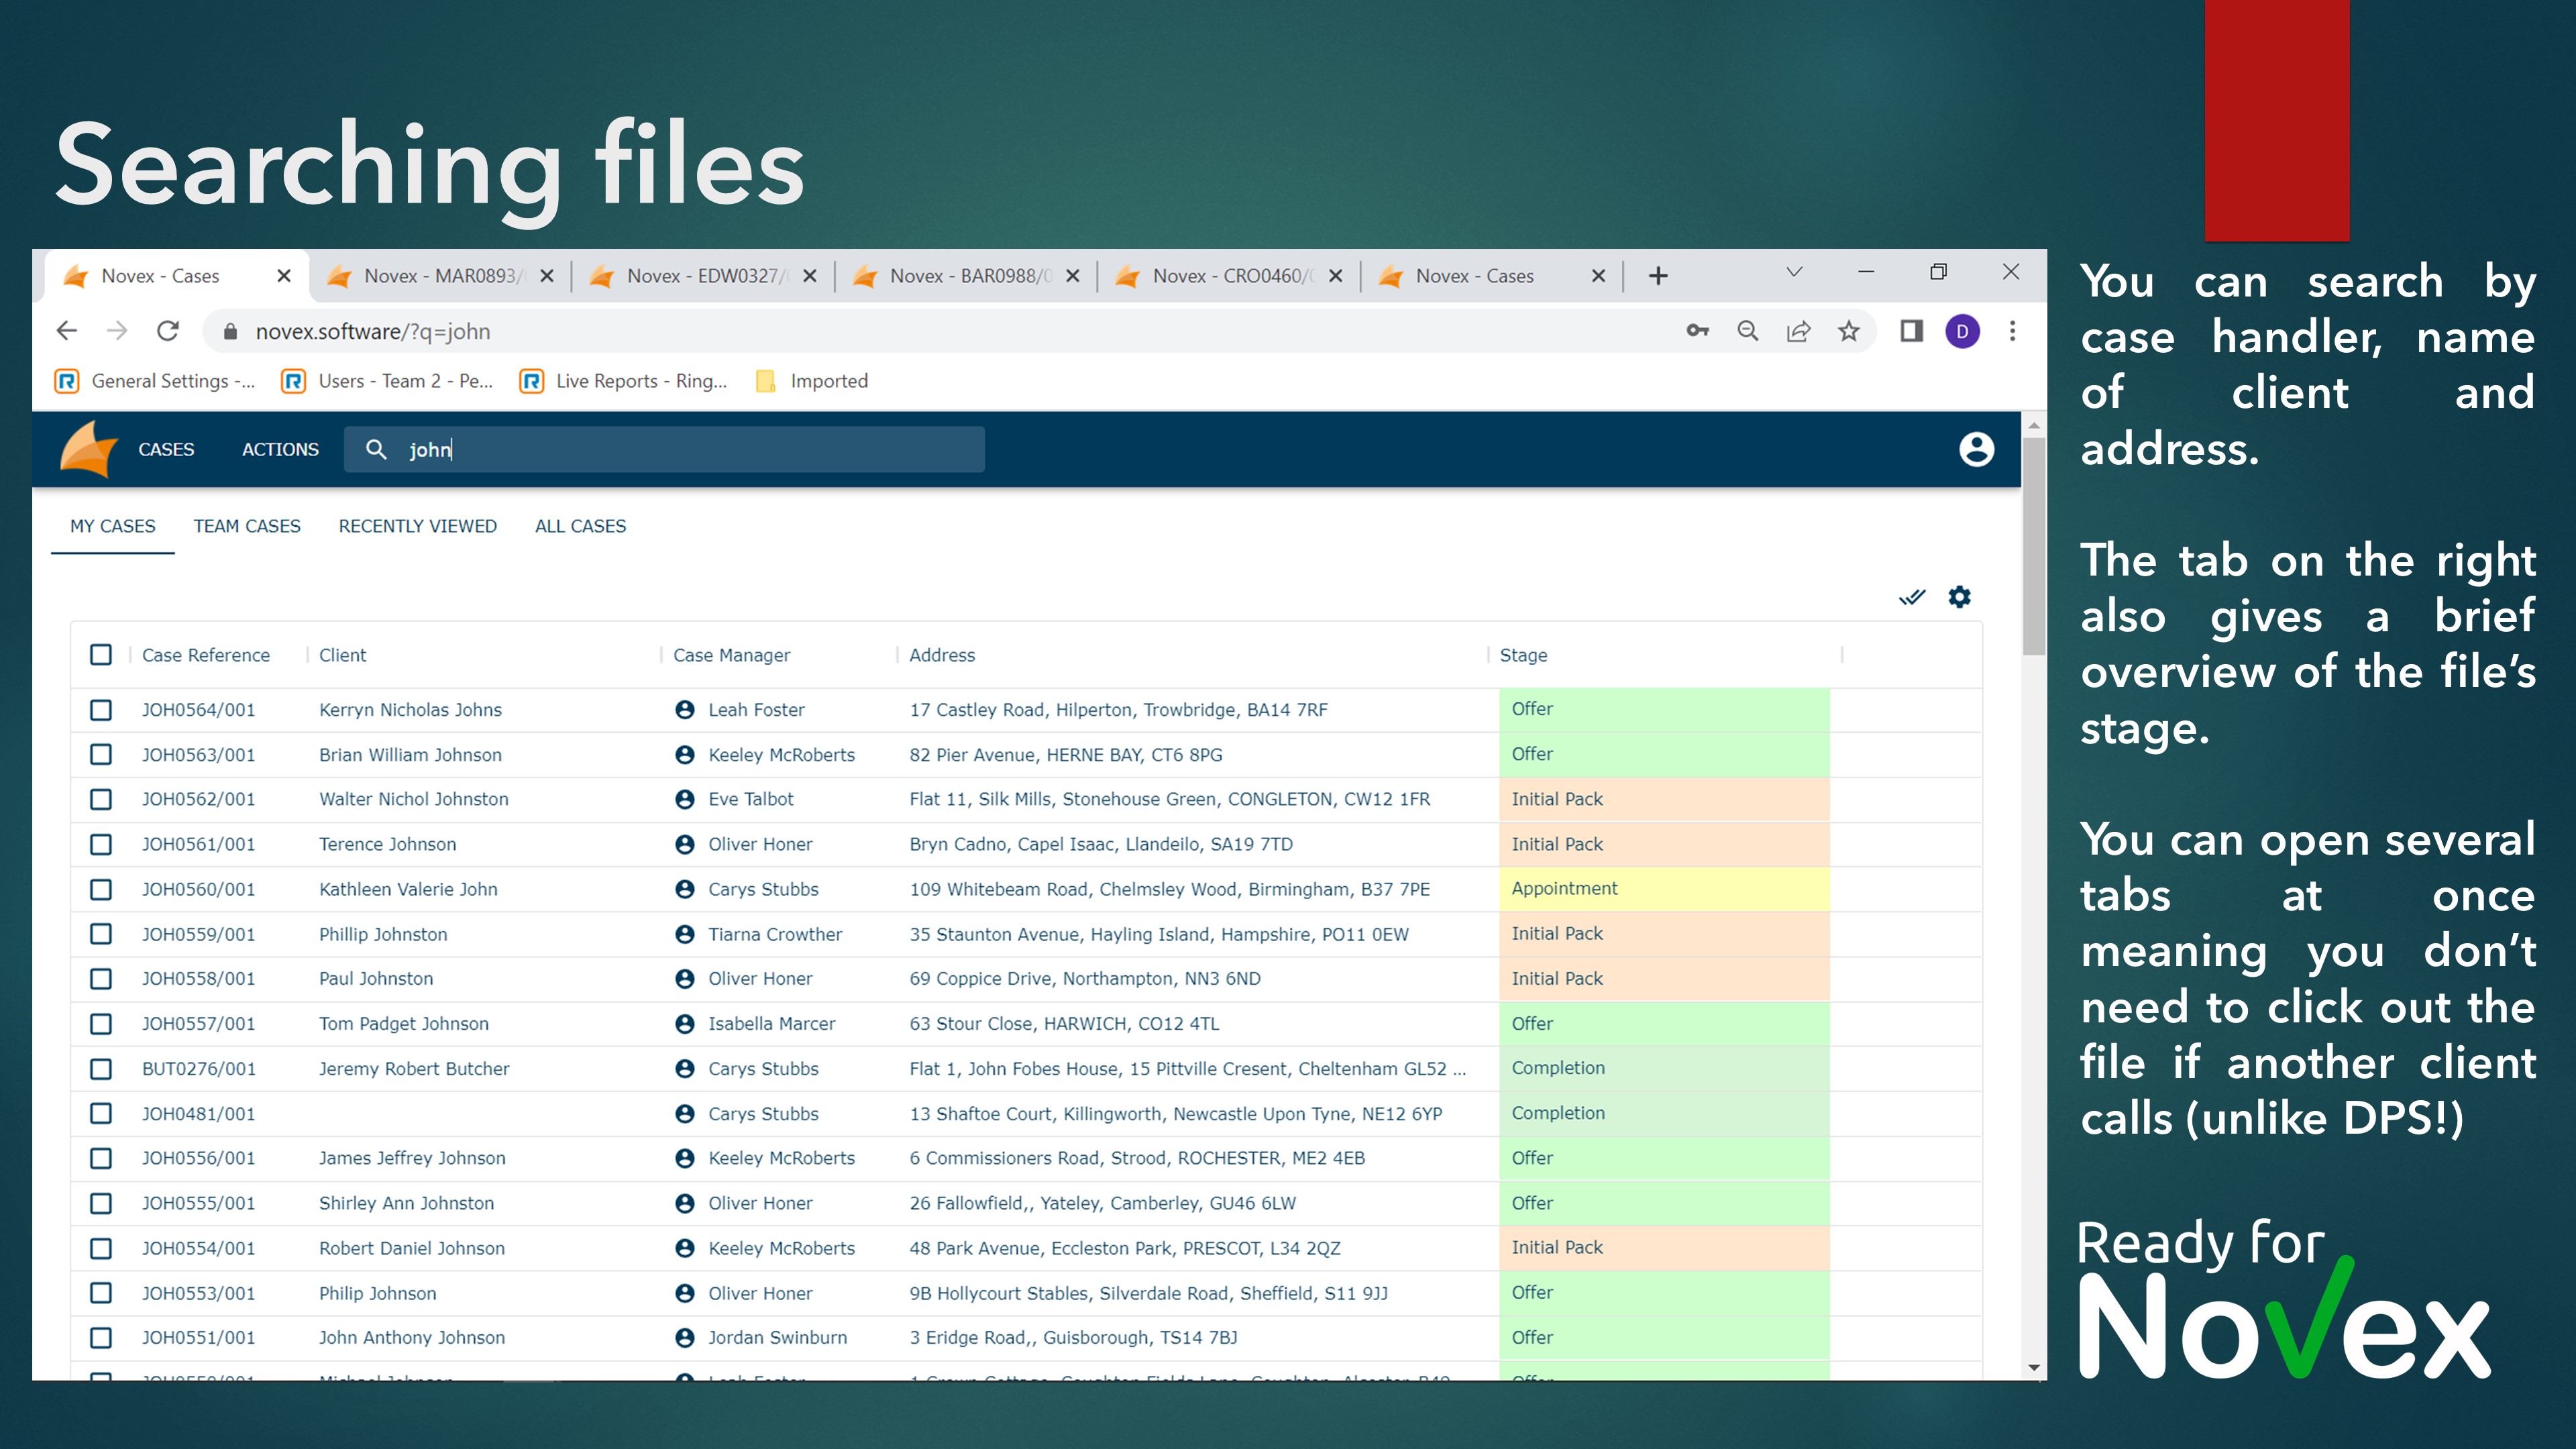 Searching files
Novex - Cases
Novex - MAR0893/
Novex - EDW0327/
Novex - BAR0988/0
Novex - CRO0460/
Novex - Cases
novex.software/?q=john
D
General Settings -...
Users - Team 2 - Pe...
Live Reports - Ring...
Imported
CASES ACTIONS john
MY CASES TEAM CASES RECENTLY VIEWED ALL CASES
Case Reference Client Case Manager Address Stage
JOH0564/001 Kerryn Nicholas Johns Leah Foster 17 Castley Road, Hilperton, Trowbridge, BA14 7RF Offer
JOH0563/001 Brian William Johnson Keeley McRoberts 82 Pier Avenue, HERNE BAY, CT6 8PG Offer
JOH0562/001 Walter Nichol Johnston Eve Talbot Flat 11, Silk Mills, Stonehouse Green, CONGLETON, CW12 1FR Initial Pack
JOH0561/001 Terence Johnson Oliver Honer Bryn Cadno, Capel Isaac, Llandeilo, SA19 7TD Initial Pack
JOH0560/001 Kathleen Valerie John Carys Stubbs 109 Whitebeam Road, Chelmsley Wood, Birmingham, B37 7PE Appointment
JOH0559/001 Phillip Johnston Tiarna Crowther 35 Staunton Avenue, Hayling Island, Hampshire, PO11 0EW Initial Pack
JOH0558/001 Paul Johnston Oliver Honer 69 Coppice Drive, Northampton, NN3 6ND Initial Pack
JOH0557/001 Tom Padget Johnson Isabella Marcer 63 Stour Close, HARWICH, CO12 4TL Offer
BUT0276/001 Jeremy Robert Butcher Carys Stubbs Flat 1, John Fobes House, 15 Pittville Cresent, Cheltenham GL52 ... Completion
JOH0481/001 Carys Stubbs 13 Shaftoe Court, Killingworth, Newcastle Upon Tyne, NE12 6YP Completion
JOH0556/001 James Jeffrey Johnson Keeley McRoberts 6 Commissioners Road, Strood, ROCHESTER, ME2 4EB Offer
JOH0555/001 Shirley Ann Johnston Oliver Honer 26 Fallowfield,, Yateley, Camberley, GU46 6LW Offer
JOH0554/001 Robert Daniel Johnson Keeley McRoberts 48 Park Avenue, Eccleston Park, PRESCOT, L34 2QZ Initial Pack
JOH0553/001 Philip Johnson Oliver Honer 9B Hollycourt Stables, Silverdale Road, Sheffield, S11 9JJ Offer
JOH0551/001 John Anthony Johnson Jordan Swinburn 3 Eridge Road,, Guisborough, TS14 7BJ Offer
You can search by
case handler, name
of client and
address.
The tab on the right
also gives a brief
overview of the file's
stage.
You can open several
tabs at once
meaning you don't
need to click out the
file if another client
calls (unlike DPS!)
Ready for
Novex